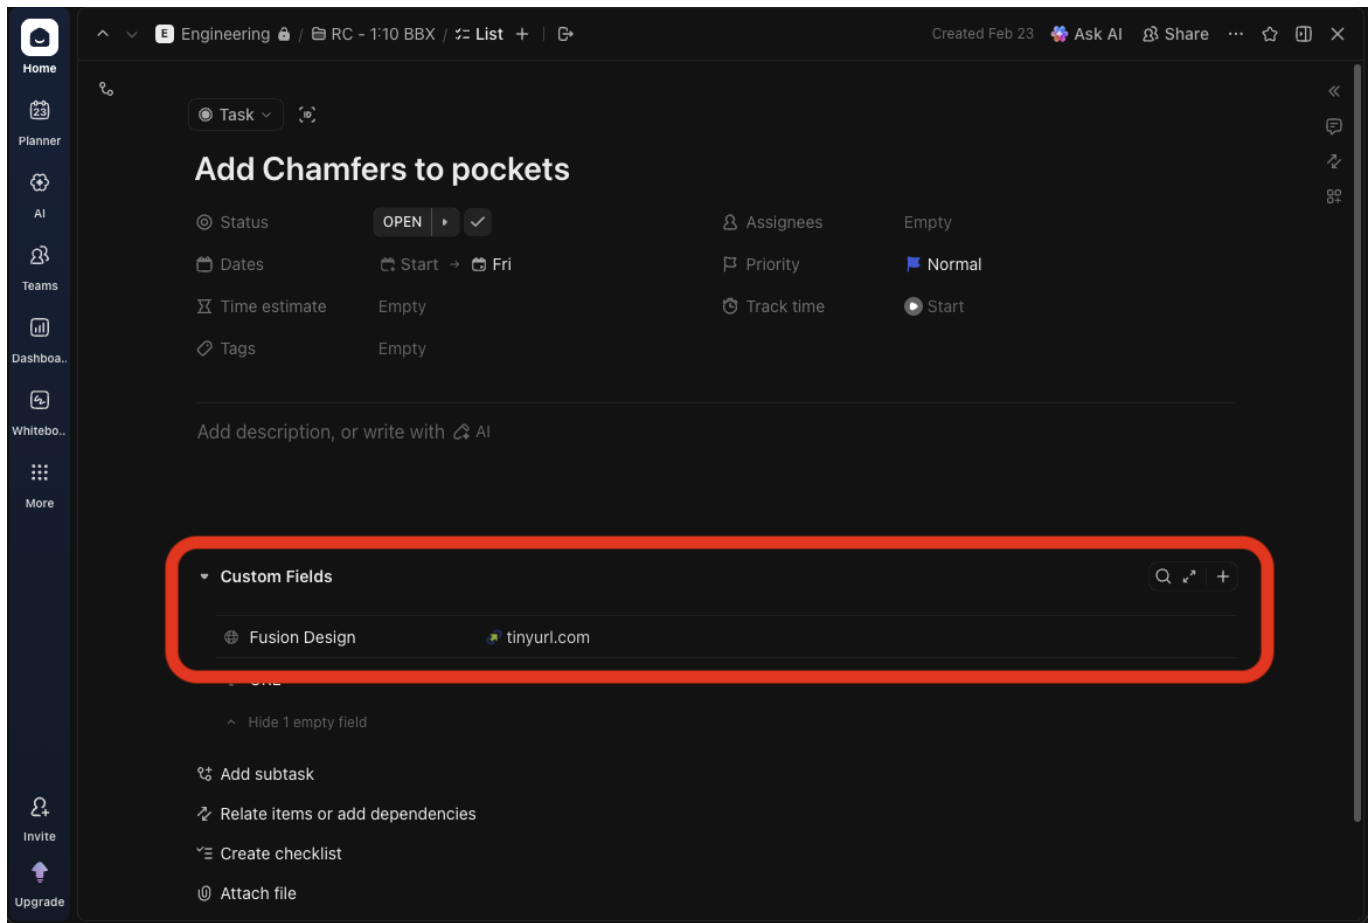 Home
23
Planner
AI
Teams
Dashboa..
Whitebo..
More
Invite
Upgrade
E Engineering / RC - 1:10 BBX / List +
Created Feb 23 Ask AI Share
Task ID
Add Chamfers to pockets
Status OPEN Assignees Empty
Dates Start → Fri Priority Normal
Time estimate Empty Track time Start
Tags Empty
Add description, or write with AI
Custom Fields
Fusion Design tinyurl.com
Hide 1 empty field
Add subtask
Relate items or add dependencies
Create checklist
Attach file